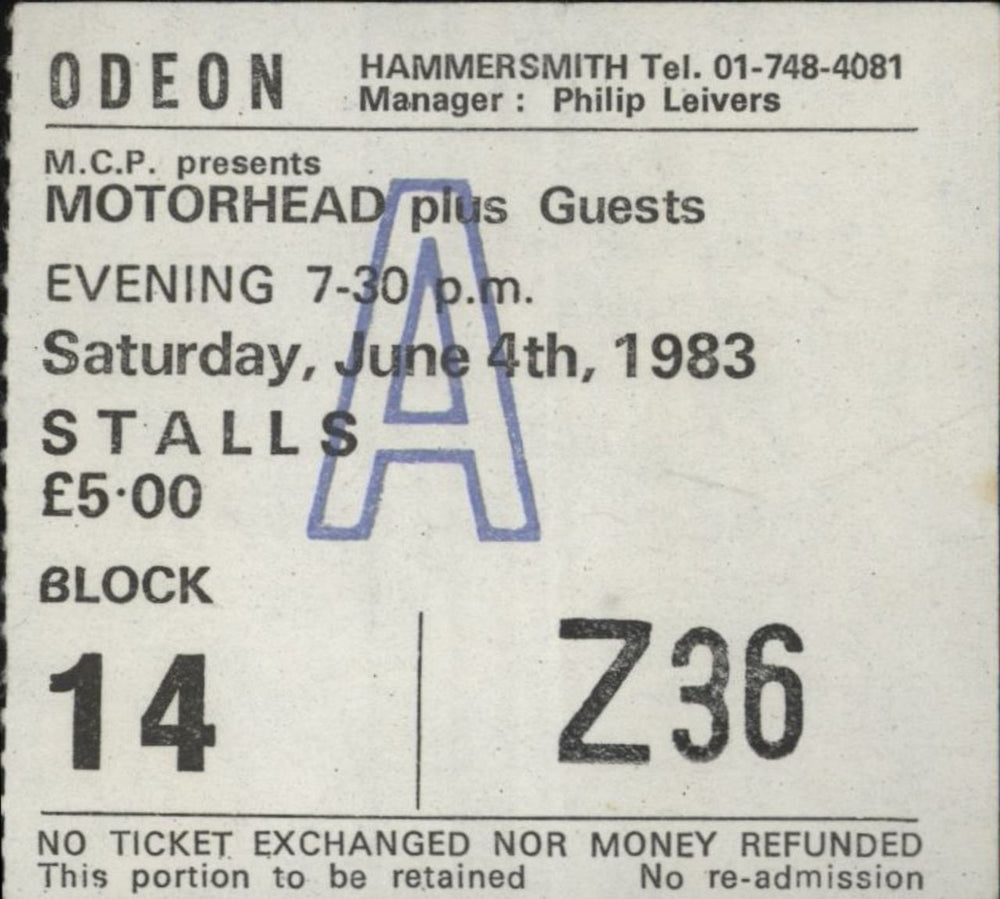 ODEON HAMMERSMITH Tel. 01-748-4081
Manager : Philip Leivers
M.C.P. presents
MOTORHEAD plus Guests
EVENING 7-30 p.m.
Saturday, June 4th, 1983
STALLS
£5·00
A
BLOCK
14 Z36
NO TICKET EXCHANGED NOR MONEY REFUNDED
This portion to be retained No re-admission